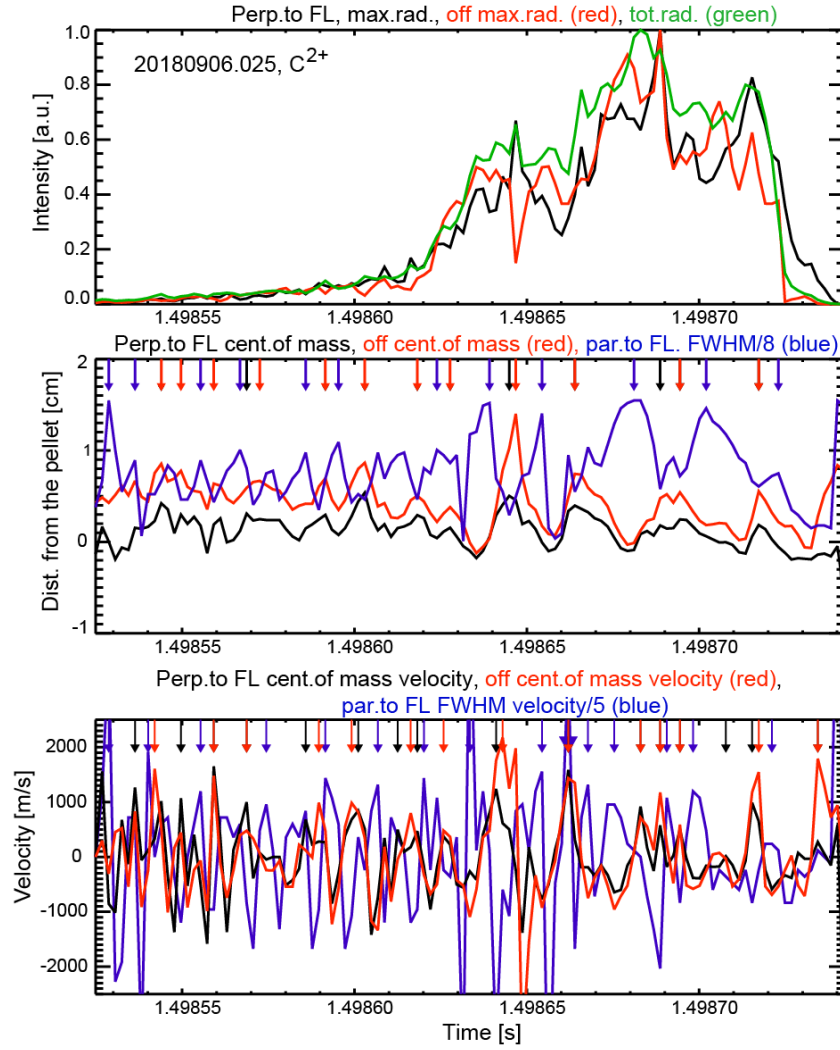 Perp.to FL, max.rad., off max.rad. (red), tot.rad. (green)
20180906.025, C²⁺
Intensity [a.u.]
1.0
0.8
0.6
0.4
0.2
0.0
1.49855 1.49860 1.49865 1.49870
Perp.to FL cent.of mass, off cent.of mass (red), par.to FL. FWHM/8 (blue)
Dist. from the pellet [cm]
2
1
0
-1
1.49855 1.49860 1.49865 1.49870
Perp.to FL cent.of mass velocity, off cent.of mass velocity (red),
par.to FL FWHM velocity/5 (blue)
Velocity [m/s]
2000
1000
0
-1000
-2000
1.49855 1.49860 1.49865 1.49870
Time [s]